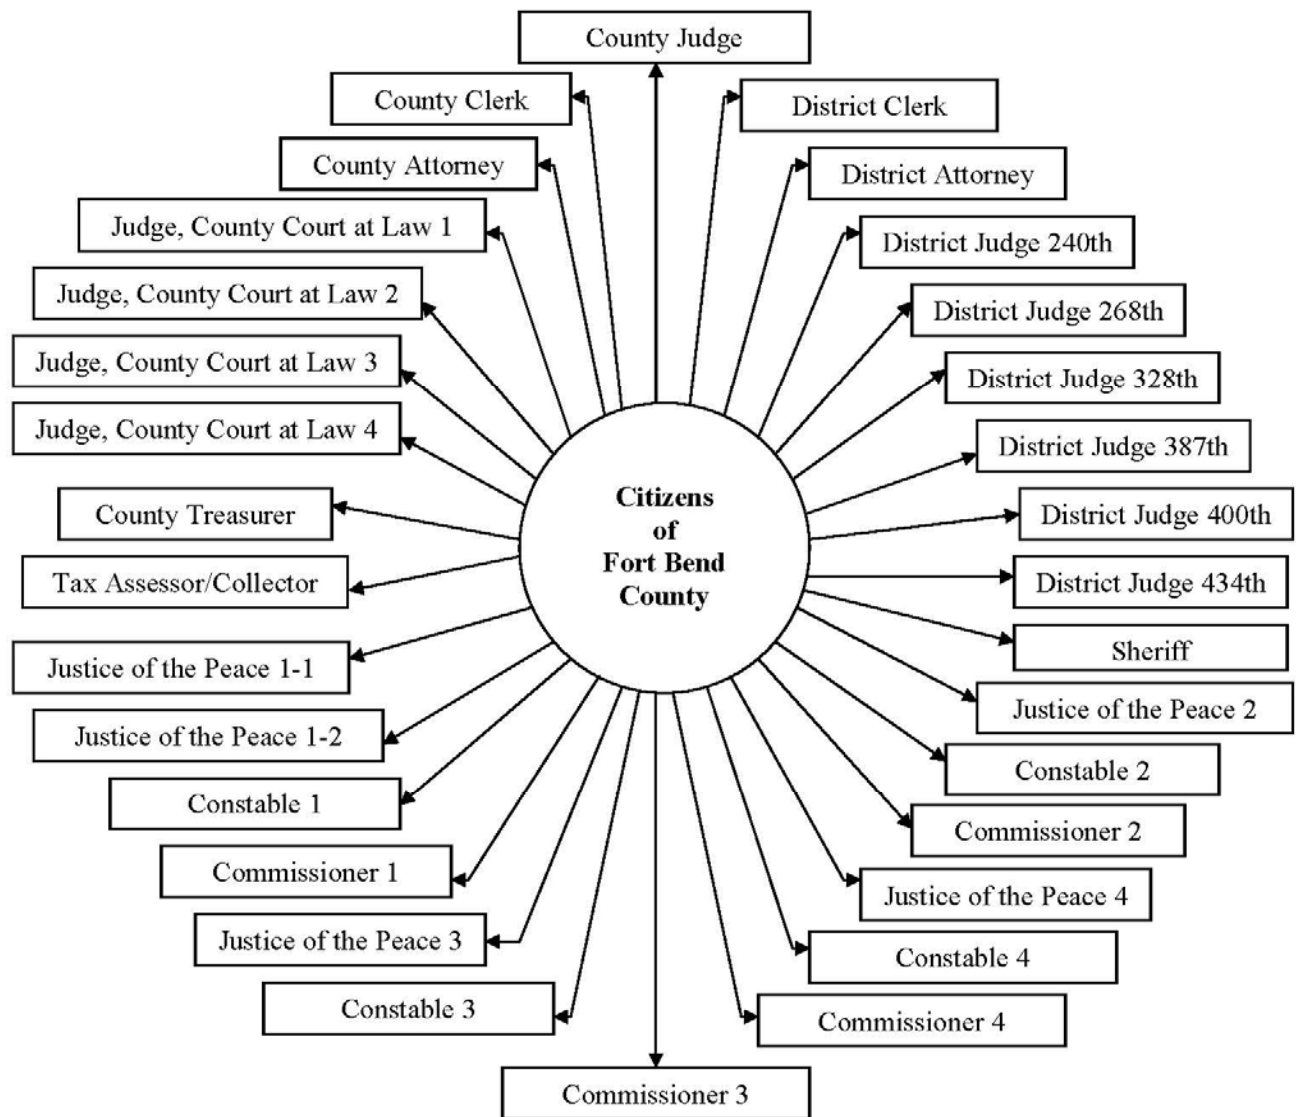 County Judge
County Clerk
District Clerk
County Attorney
District Attorney
Judge, County Court at Law 1
District Judge 240th
Judge, County Court at Law 2
District Judge 268th
Judge, County Court at Law 3
District Judge 328th
Judge, County Court at Law 4
District Judge 387th
County Treasurer
District Judge 400th
Citizens
of
Fort Bend
County
Tax Assessor/Collector
District Judge 434th
Justice of the Peace 1-1
Sheriff
Justice of the Peace 1-2
Justice of the Peace 2
Constable 1
Constable 2
Commissioner 1
Commissioner 2
Justice of the Peace 3
Justice of the Peace 4
Constable 3
Constable 4
Commissioner 4
Commissioner 3